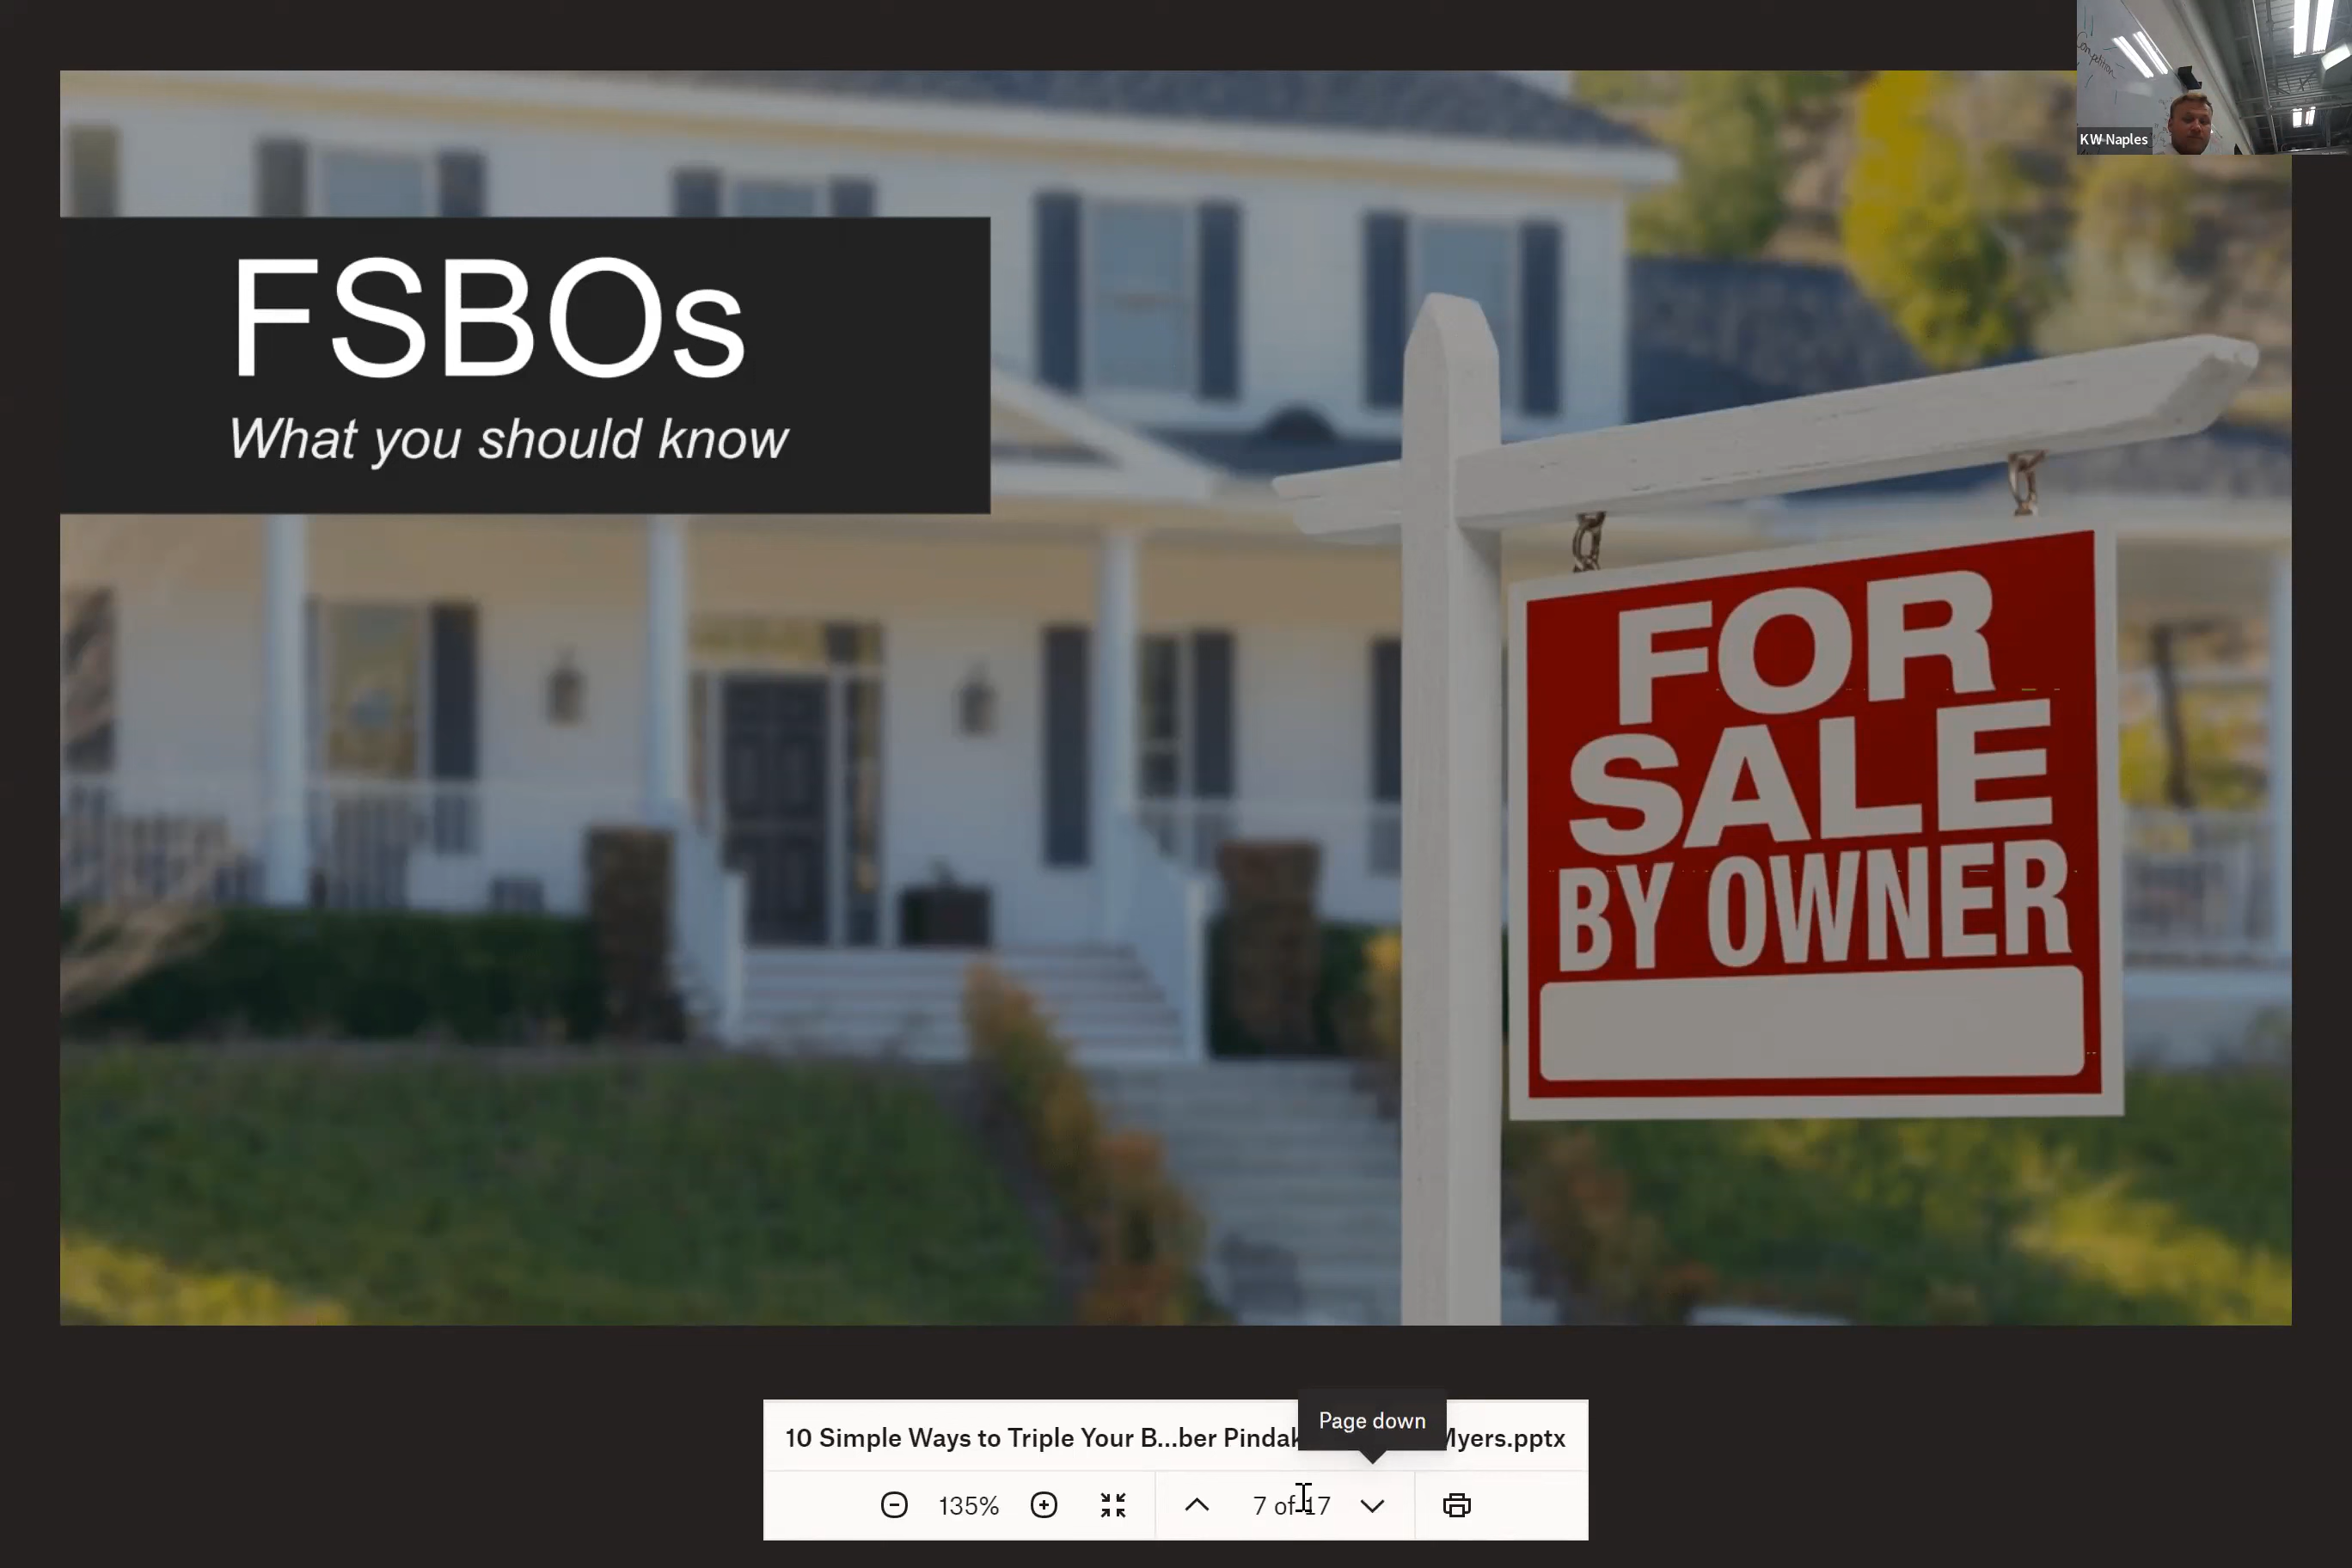 KW Naples
FSBOs
What you should know
FOR
SALE
BY OWNER
Page down
10 Simple Ways to Triple Your B...ber Pindak Myers.pptx
135%
7 of 17